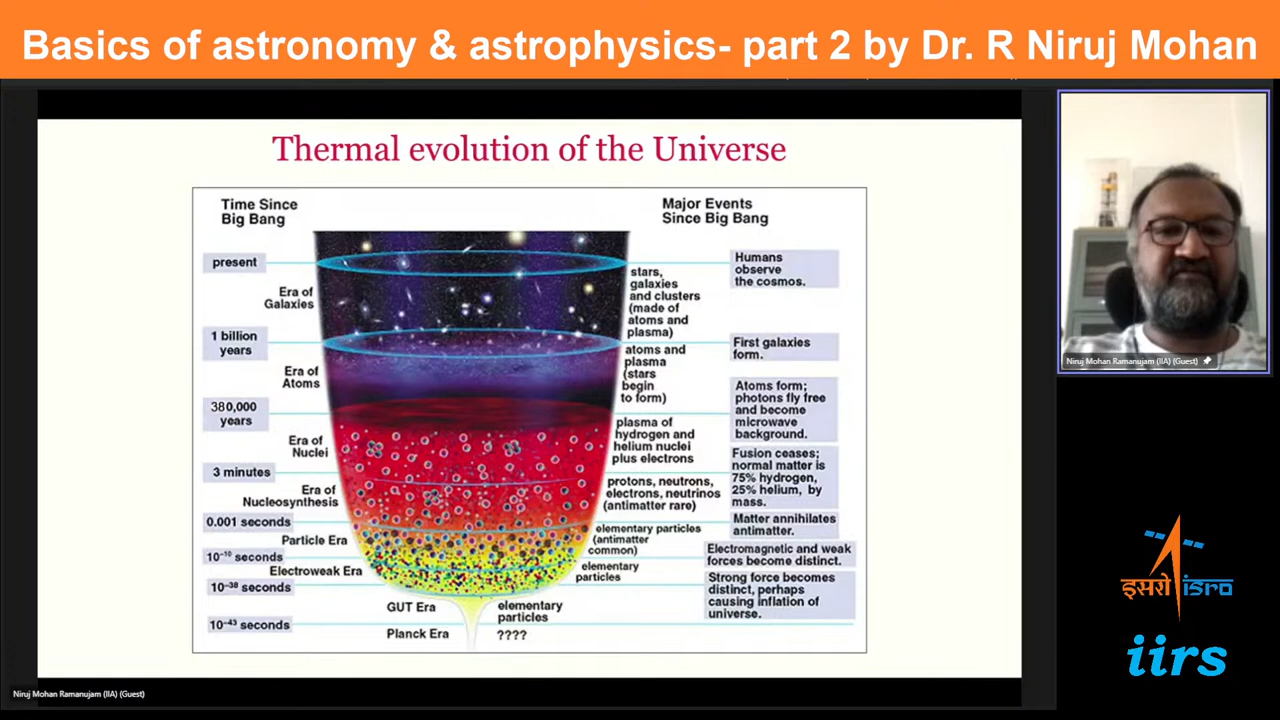 Basics of astronomy & astrophysics- part 2 by Dr. R Niruj Mohan
Thermal evolution of the Universe
Time Since
Big Bang
Major Events
Since Big Bang
present
Humans
observe
the cosmos.
Era of
Galaxies
stars,
galaxies
and clusters
(made of
atoms and
plasma)
1 billion
years
First galaxies
form.
Era of
Atoms
atoms and
plasma
(stars
begin
to form)
380,000
years
Atoms form;
photons fly free
and become
microwave
background.
Era of
Nuclei
plasma of
hydrogen and
helium nuclei
plus electrons
3 minutes
Fusion ceases;
normal matter is
75% hydrogen,
25% helium, by
mass.
Era of
Nucleosynthesis
protons, neutrons,
electrons, neutrinos
(antimatter rare)
0.001 seconds
Matter annihilates
antimatter.
Particle Era
elementary particles
(antimatter
common)
10⁻¹⁰ seconds
Electromagnetic and weak
forces become distinct.
Electroweak Era
elementary
particles
10⁻³⁸ seconds
Strong force becomes
distinct, perhaps
causing inflation of
universe.
GUT Era
elementary
particles
10⁻⁴³ seconds
Planck Era
????
Niruj Mohan Ramanujam (IIA) (Guest)
Niruj Mohan Ramanujam (IIA) (Guest)
इसरो isro
iirs